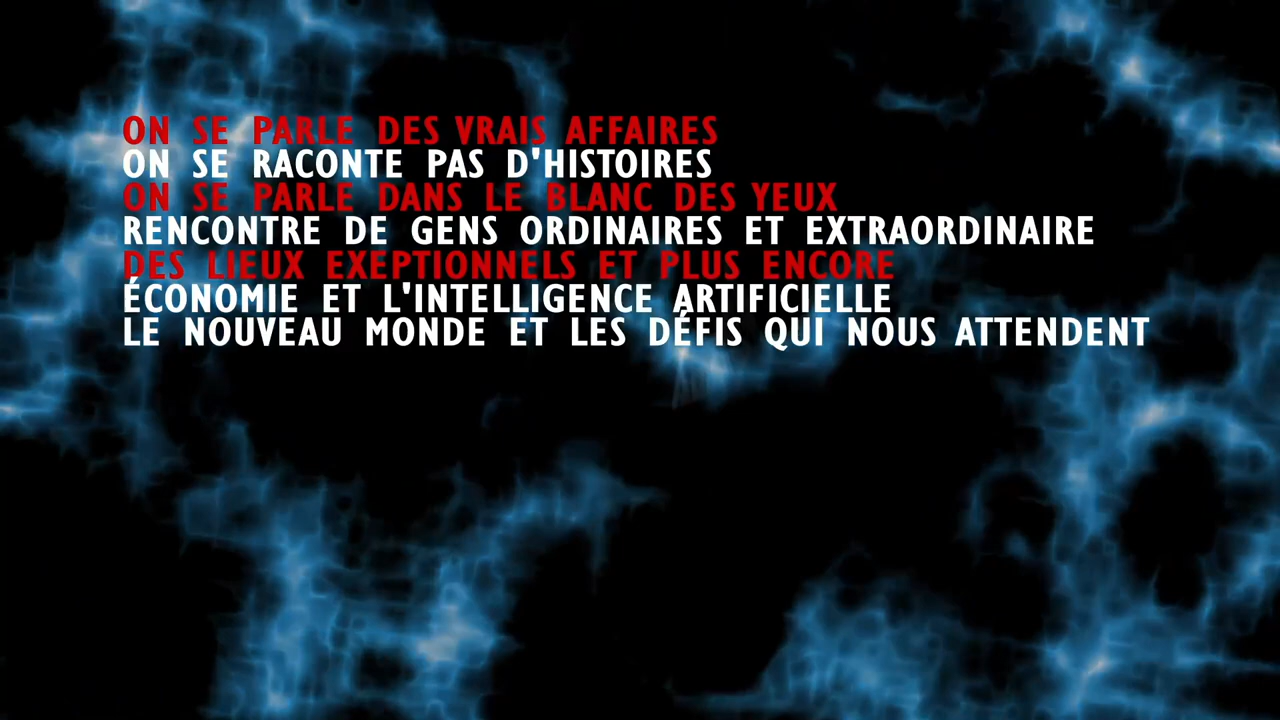 ON SE PARLE DES VRAIS AFFAIRES
ON SE RACONTE PAS D'HISTOIRES
ON SE PARLE DANS LE BLANC DES YEUX
RENCONTRE DE GENS ORDINAIRES ET EXTRAORDINAIRE
DES LIEUX EXEPTIONNELS ET PLUS ENCORE
ÉCONOMIE ET L'INTELLIGENCE ARTIFICIELLE
LE NOUVEAU MONDE ET LES DÉFIS QUI NOUS ATTENDENT